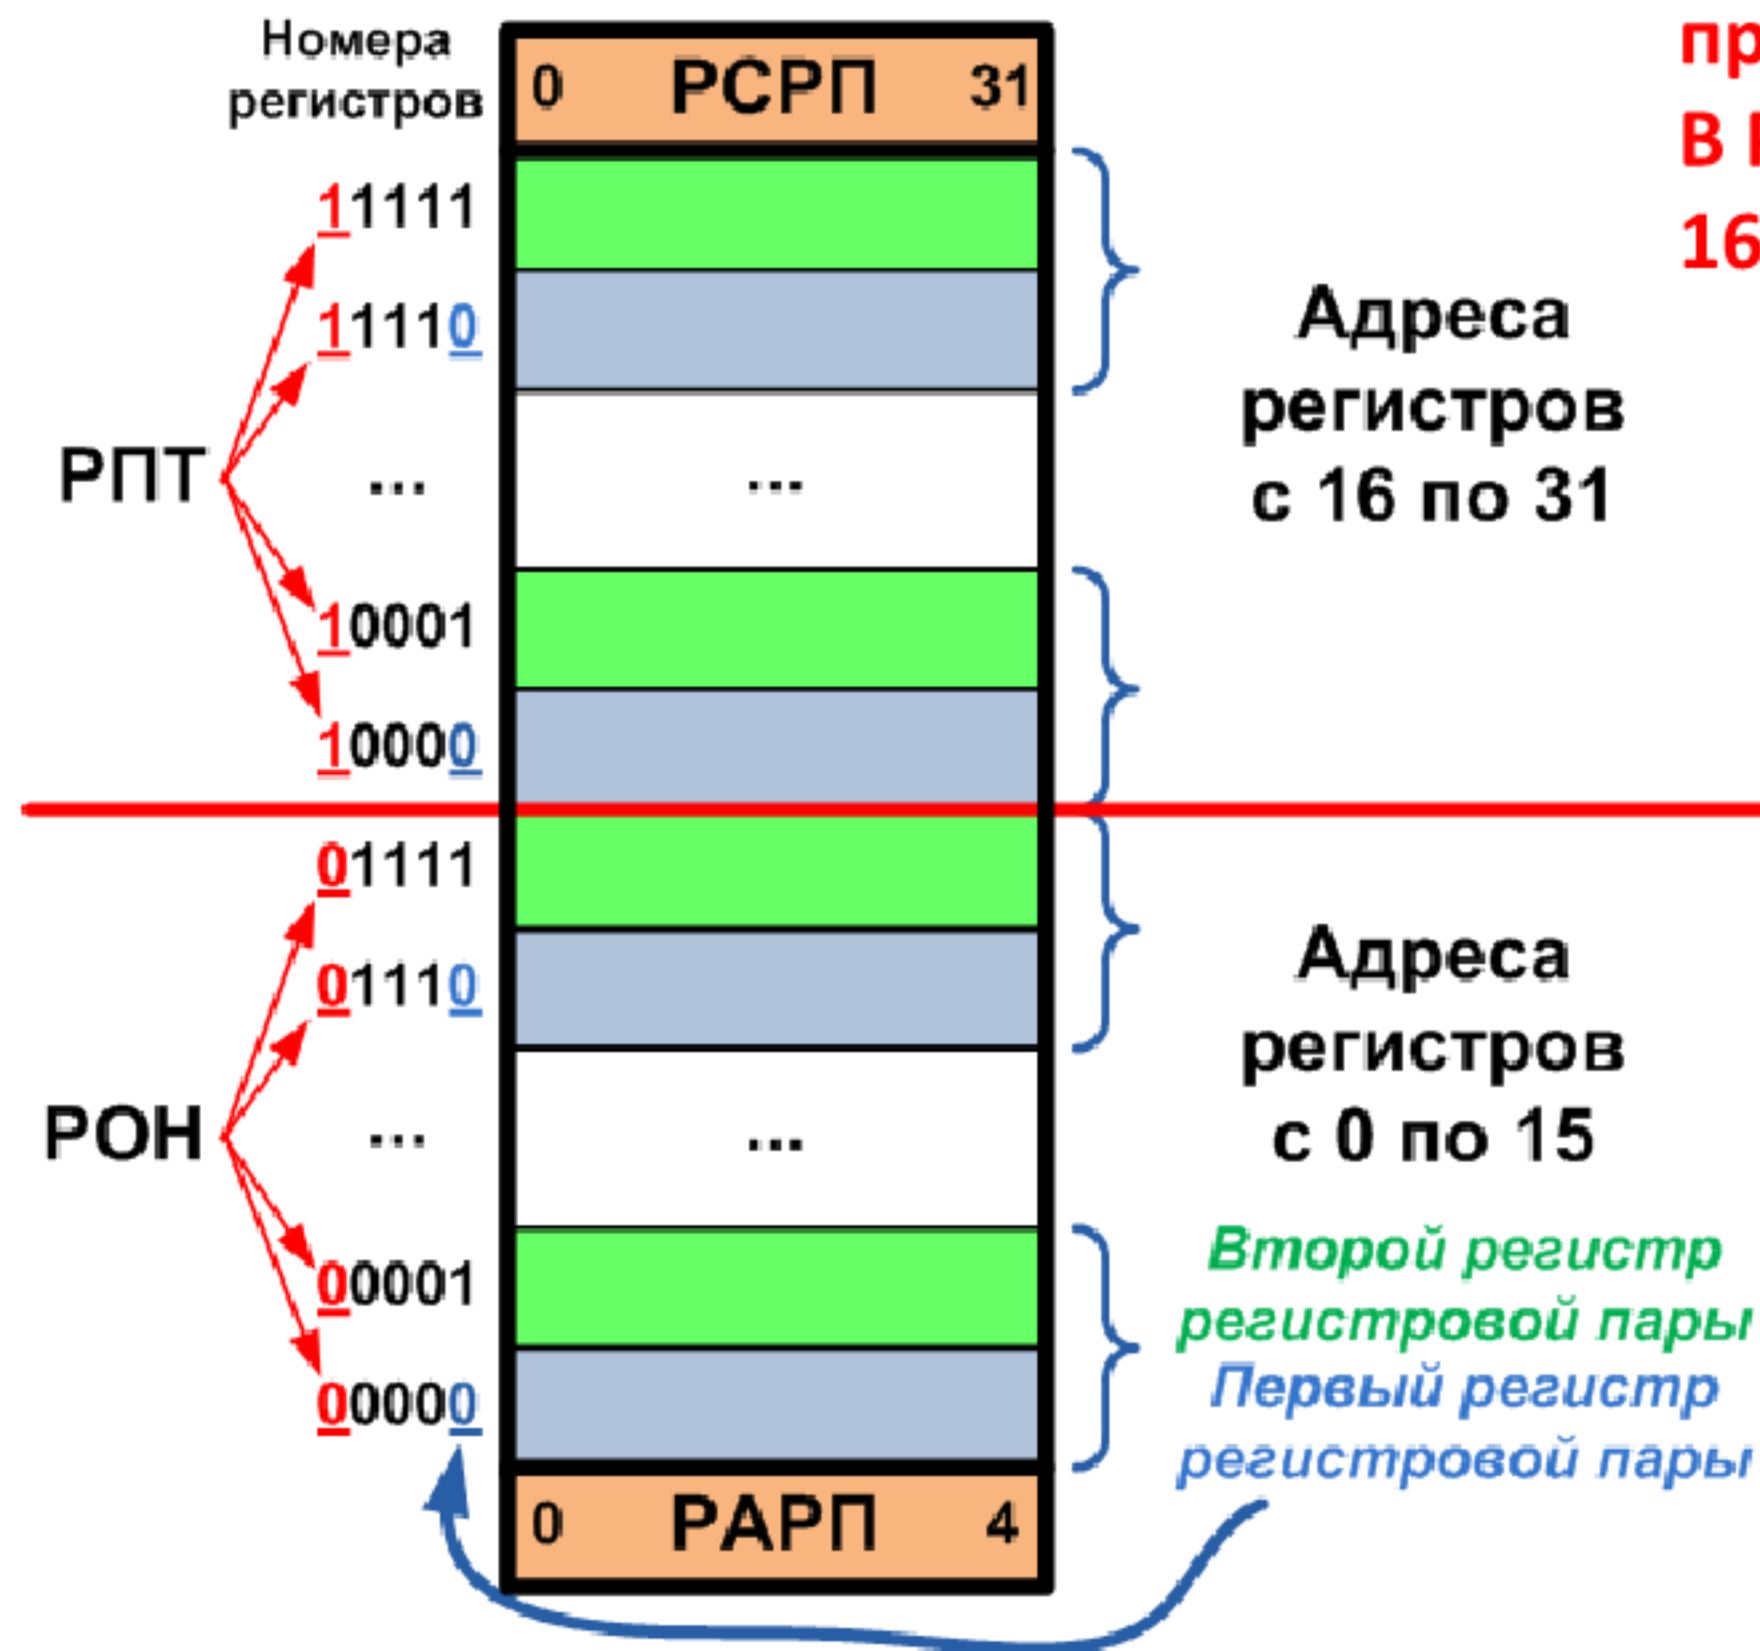 Номера
регистров
0 РСРП 31
11111
11110
РПТ
...
...
10001
10000
Адреса
регистров
с 16 по 31
16
01111
01110
РОН
...
...
00001
00000
Адреса
регистров
с 0 по 15
Второй регистр
регистровой пары
Первый регистр
регистровой пары
0 РАРП 4